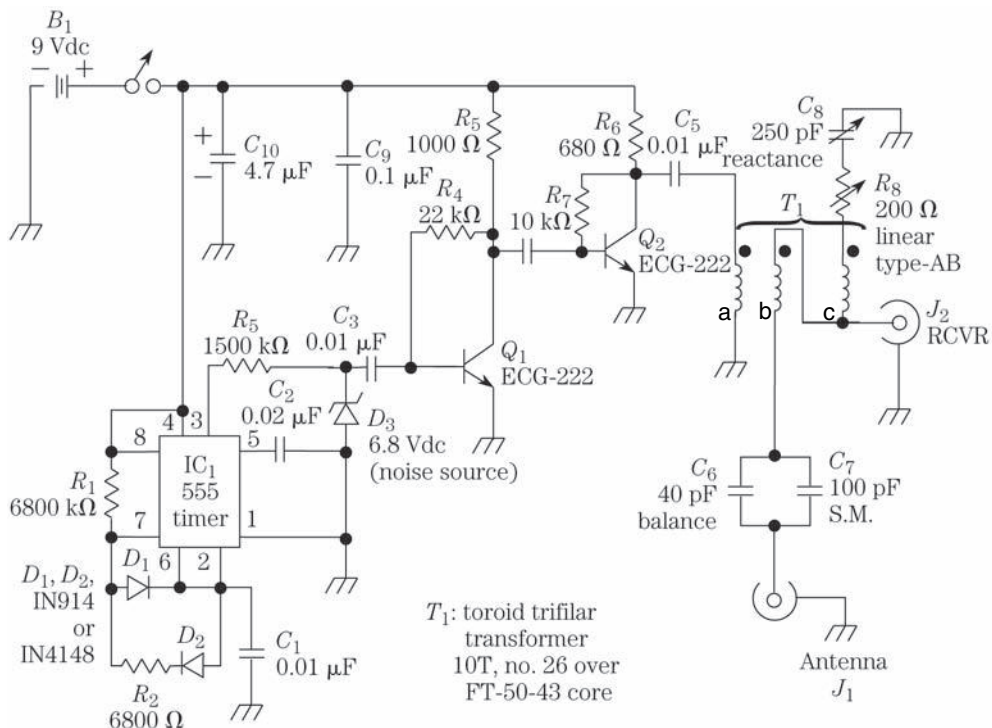 B1
9 Vdc
− +
+
−
C10
4.7 µF
C9
0.1 µF
R5
1000 Ω
R4
22 kΩ
R6
680 Ω
C5
0.01
µF
R7
10 kΩ
Q2
ECG-222
C8
250 pF
reactance
R8
200 Ω
linear
type-AB
T1
a
b
c
J2
RCVR
R5
1500 kΩ
C3
0.01
µF
Q1
ECG-222
C2
0.02
µF
D3
6.8 Vdc
(noise source)
4 3
8
5
IC1
555
timer
R1
6800 kΩ
7
1
6
2
D1
D1, D2,
IN914
or
IN4148
D2
R2
6800 Ω
C1
0.01 µF
C6
40 pF
balance
C7
100 pF
S.M.
T1: toroid trifilar
transformer
10T, no. 26 over
FT-50-43 core
Antenna
J1